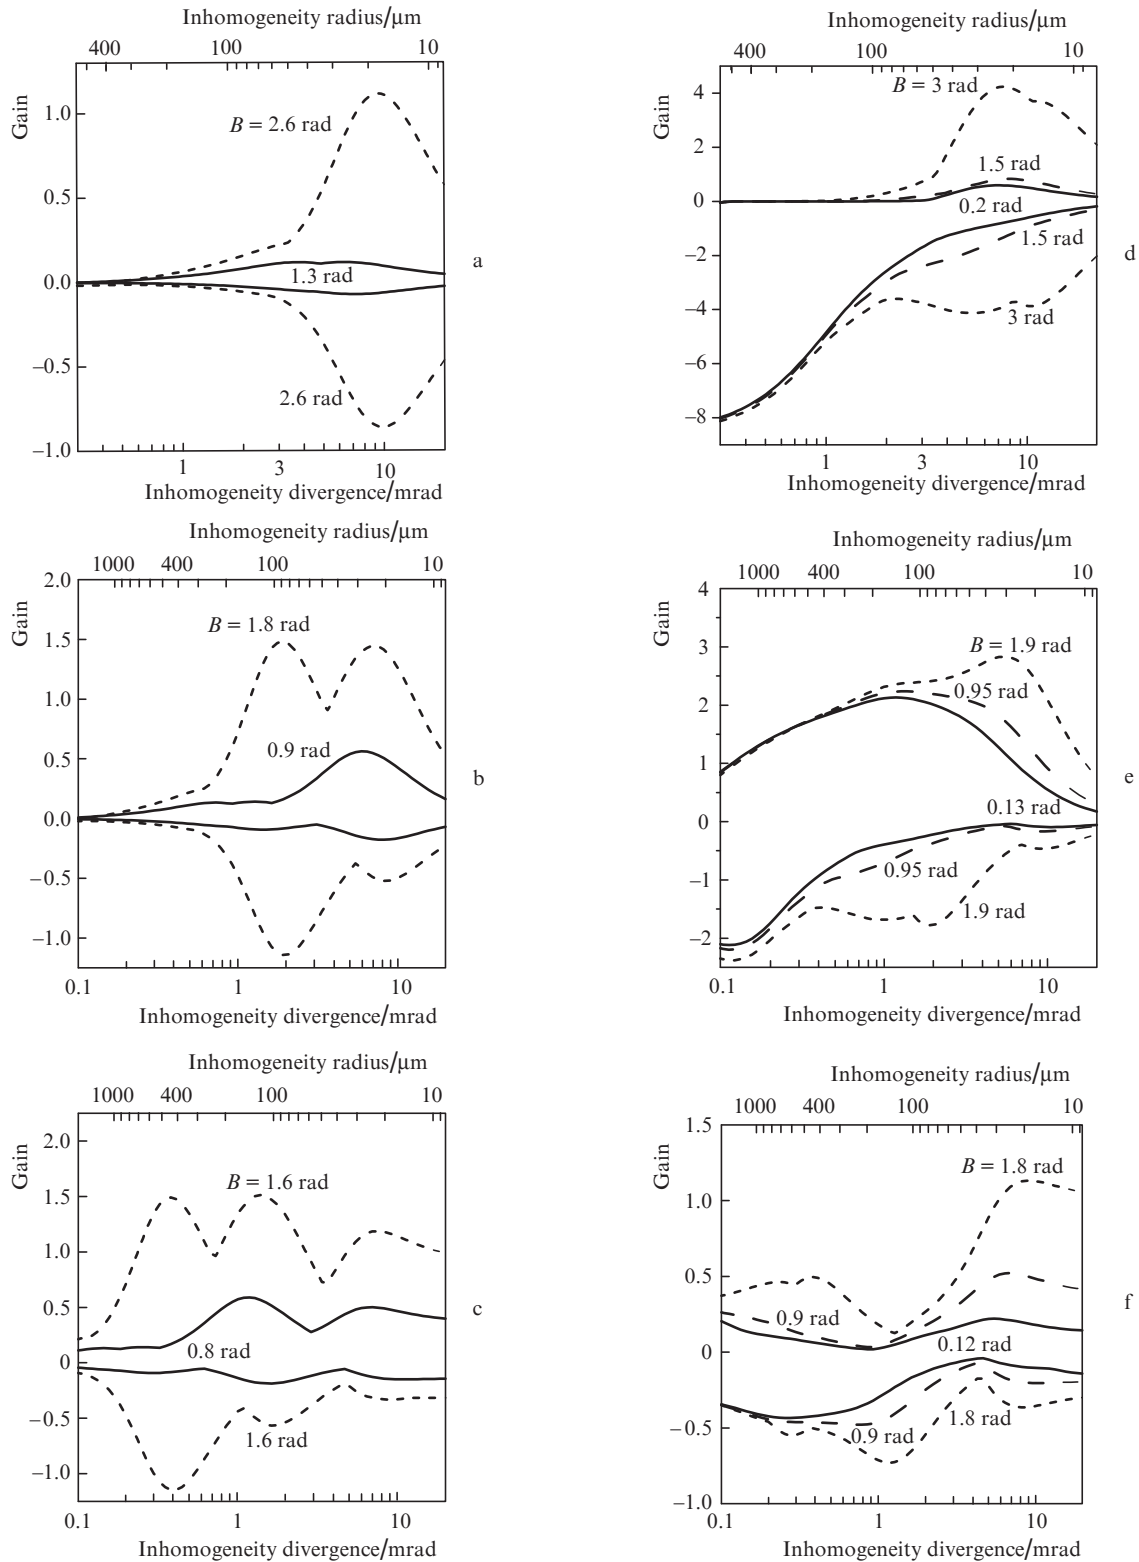 Inhomogeneity radius/μm
400 100 10
Gain
1.0
0.5
0.0
–0.5
–1.0
B = 2.6 rad
1.3 rad
2.6 rad
1 3 10
Inhomogeneity divergence/mrad
a
Inhomogeneity radius/μm
1000 400 100 10
Gain
2.0
1.5
1.0
0.5
0.0
–0.5
–1.0
B = 1.8 rad
0.9 rad
0.1 1 10
Inhomogeneity divergence/mrad
b
Inhomogeneity radius/μm
1000 400 100 10
Gain
2.0
1.5
1.0
0.5
0
–0.5
–1.0
B = 1.6 rad
0.8 rad
1.6 rad
0.1 1 10
Inhomogeneity divergence/mrad
c
Inhomogeneity radius/μm
400 100 10
Gain
4
2
0
–2
–4
–6
–8
B = 3 rad
1.5 rad
0.2 rad
1.5 rad
3 rad
1 3 10
Inhomogeneity divergence/mrad
d
Inhomogeneity radius/μm
1000 400 100 10
Gain
4
3
2
1
0
–1
–2
B = 1.9 rad
0.95 rad
0.13 rad
0.95 rad
1.9 rad
0.1 1 10
Inhomogeneity divergence/mrad
e
Inhomogeneity radius/μm
1000 400 100 10
Gain
1.5
1.0
0.5
0
–0.5
–1.0
B = 1.8 rad
0.9 rad
0.12 rad
1.8 rad
0.9 rad
0.1 1 10
Inhomogeneity divergence/mrad
f